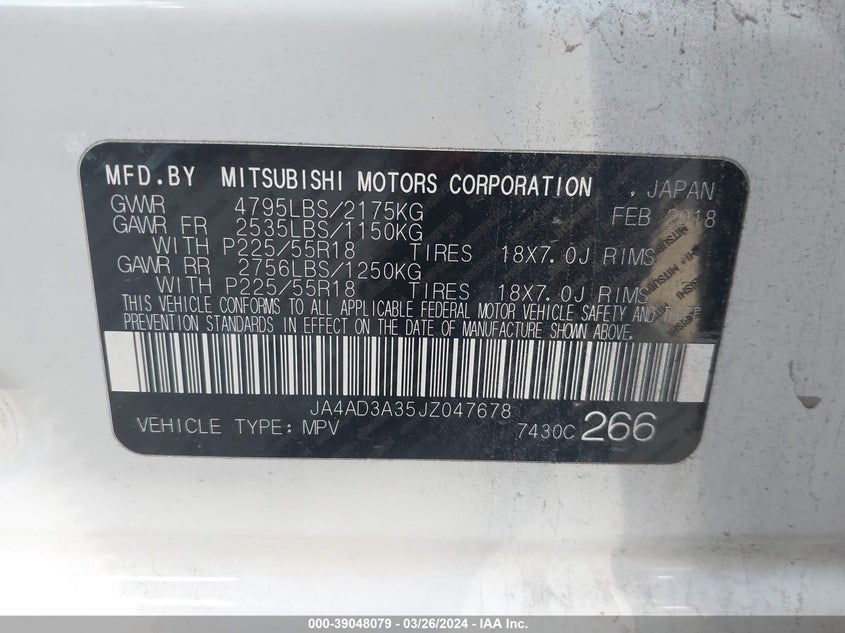 MFD.BY MITSUBISHI MOTORS CORPORATION , JAPAN
GVWR 4795LBS/2175KG FEB 2018
GAWR FR 2535LBS/1150KG
WITH P225/55R18 TIRES 18X7.0J RIMS
GAWR RR 2756LBS/1250KG
WITH P225/55R18 TIRES 18X7.0J RIMS
THIS VEHICLE CONFORMS TO ALL APPLICABLE FEDERAL MOTOR VEHICLE SAFETY AND THEFT
PREVENTION STANDARDS IN EFFECT ON THE DATE OF MANUFACTURE SHOWN ABOVE.
JA4AD3A35JZ047678
VEHICLE TYPE: MPV 7430C 266
000-39048079 - 03/26/2024 - IAA Inc.